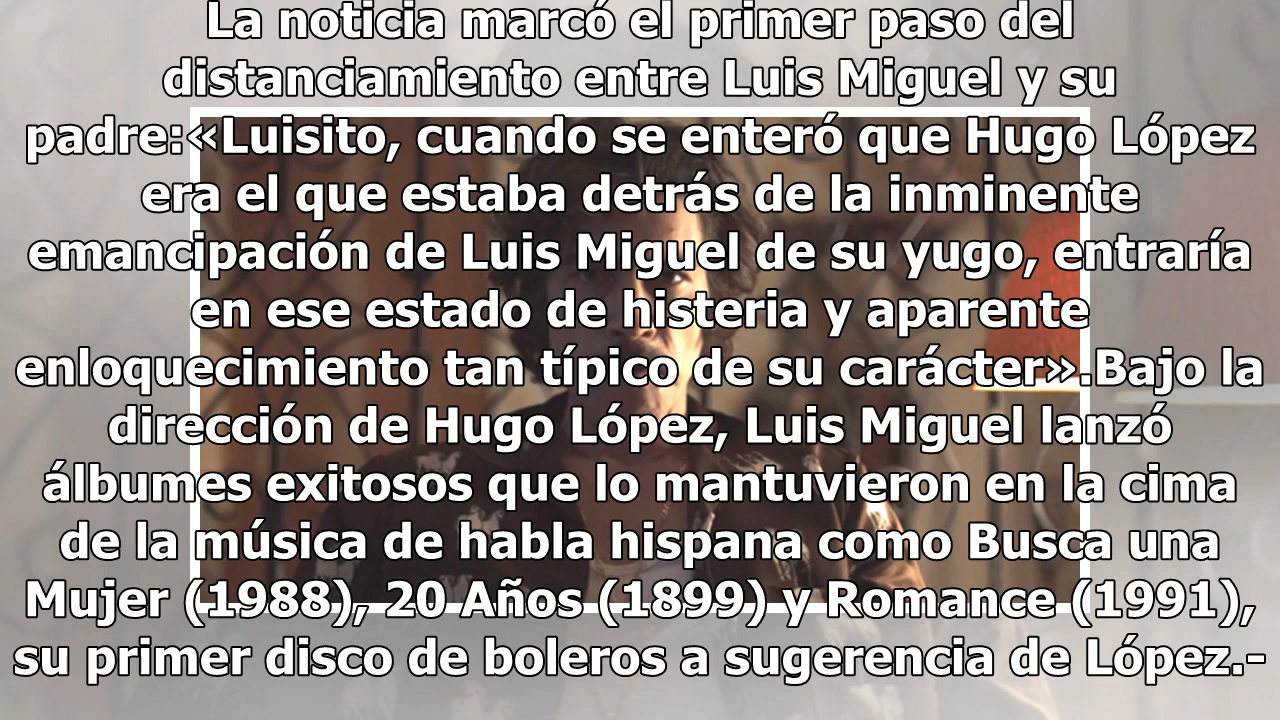 La noticia marcó el primer paso del
distanciamiento entre Luis Miguel y su
padre:«Luisito, cuando se enteró que Hugo López
era el que estaba detrás de la inminente
emancipación de Luis Miguel de su yugo, entraría
en ese estado de histeria y aparente
enloquecimiento tan típico de su carácter».Bajo la
dirección de Hugo López, Luis Miguel lanzó
álbumes exitosos que lo mantuvieron en la cima
de la música de habla hispana como Busca una
Mujer (1988), 20 Años (1899) y Romance (1991),
su primer disco de boleros a sugerencia de López.-